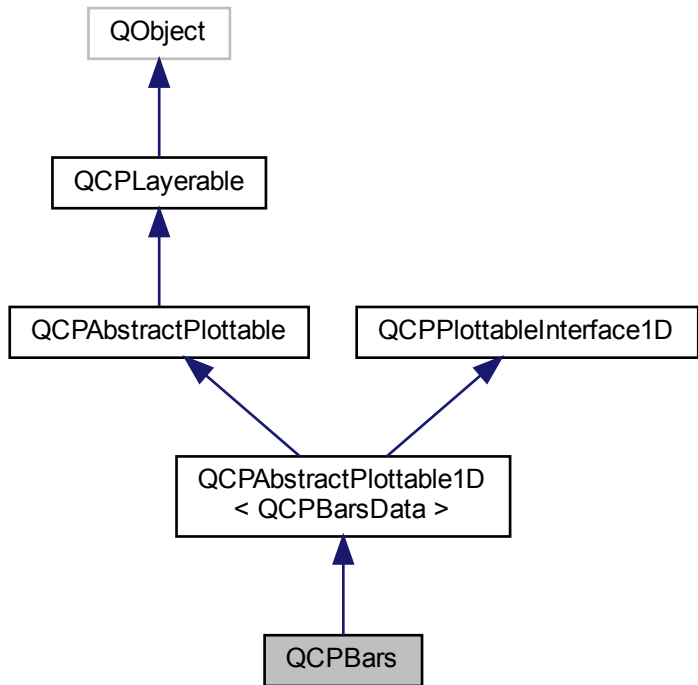 QObject
QCPLayerable
QCPAbstractPlottable
QCPPlottableInterface1D
QCPAbstractPlottable1D
< QCPBarsData >
QCPBars